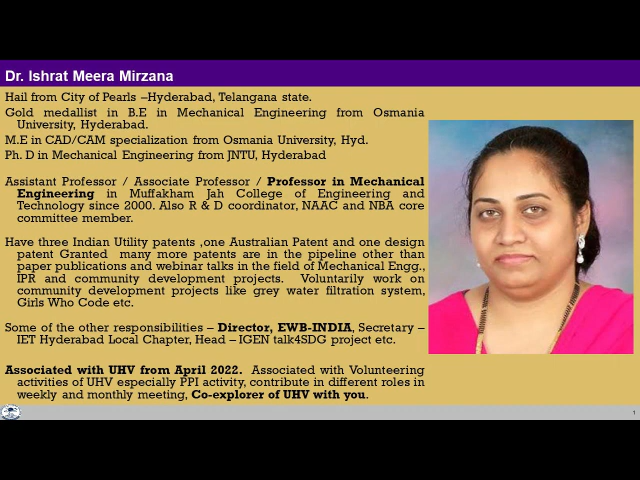 Dr. Ishrat Meera Mirzana
Hail from City of Pearls –Hyderabad, Telangana state.
Gold medallist in B.E in Mechanical Engineering from Osmania
University, Hyderabad.
M.E in CAD/CAM specialization from Osmania University, Hyd.
Ph. D in Mechanical Engineering from JNTU, Hyderabad
Assistant Professor / Associate Professor / Professor in Mechanical
Engineering in Muffakham Jah College of Engineering and
Technology since 2000. Also R & D coordinator, NAAC and NBA core
committee member.
Have three Indian Utility patents ,one Australian Patent and one design
patent Granted many more patents are in the pipeline other than
paper publications and webinar talks in the field of Mechanical Engg.,
IPR and community development projects. Voluntarily work on
community development projects like grey water filtration system,
Girls Who Code etc.
Some of the other responsibilities – Director, EWB-INDIA, Secretary –
IET Hyderabad Local Chapter, Head – IGEN talk4SDG project etc.
Associated with UHV from April 2022. Associated with Volunteering
activities of UHV especially PPI activity, contribute in different roles in
weekly and monthly meeting, Co-explorer of UHV with you.
1